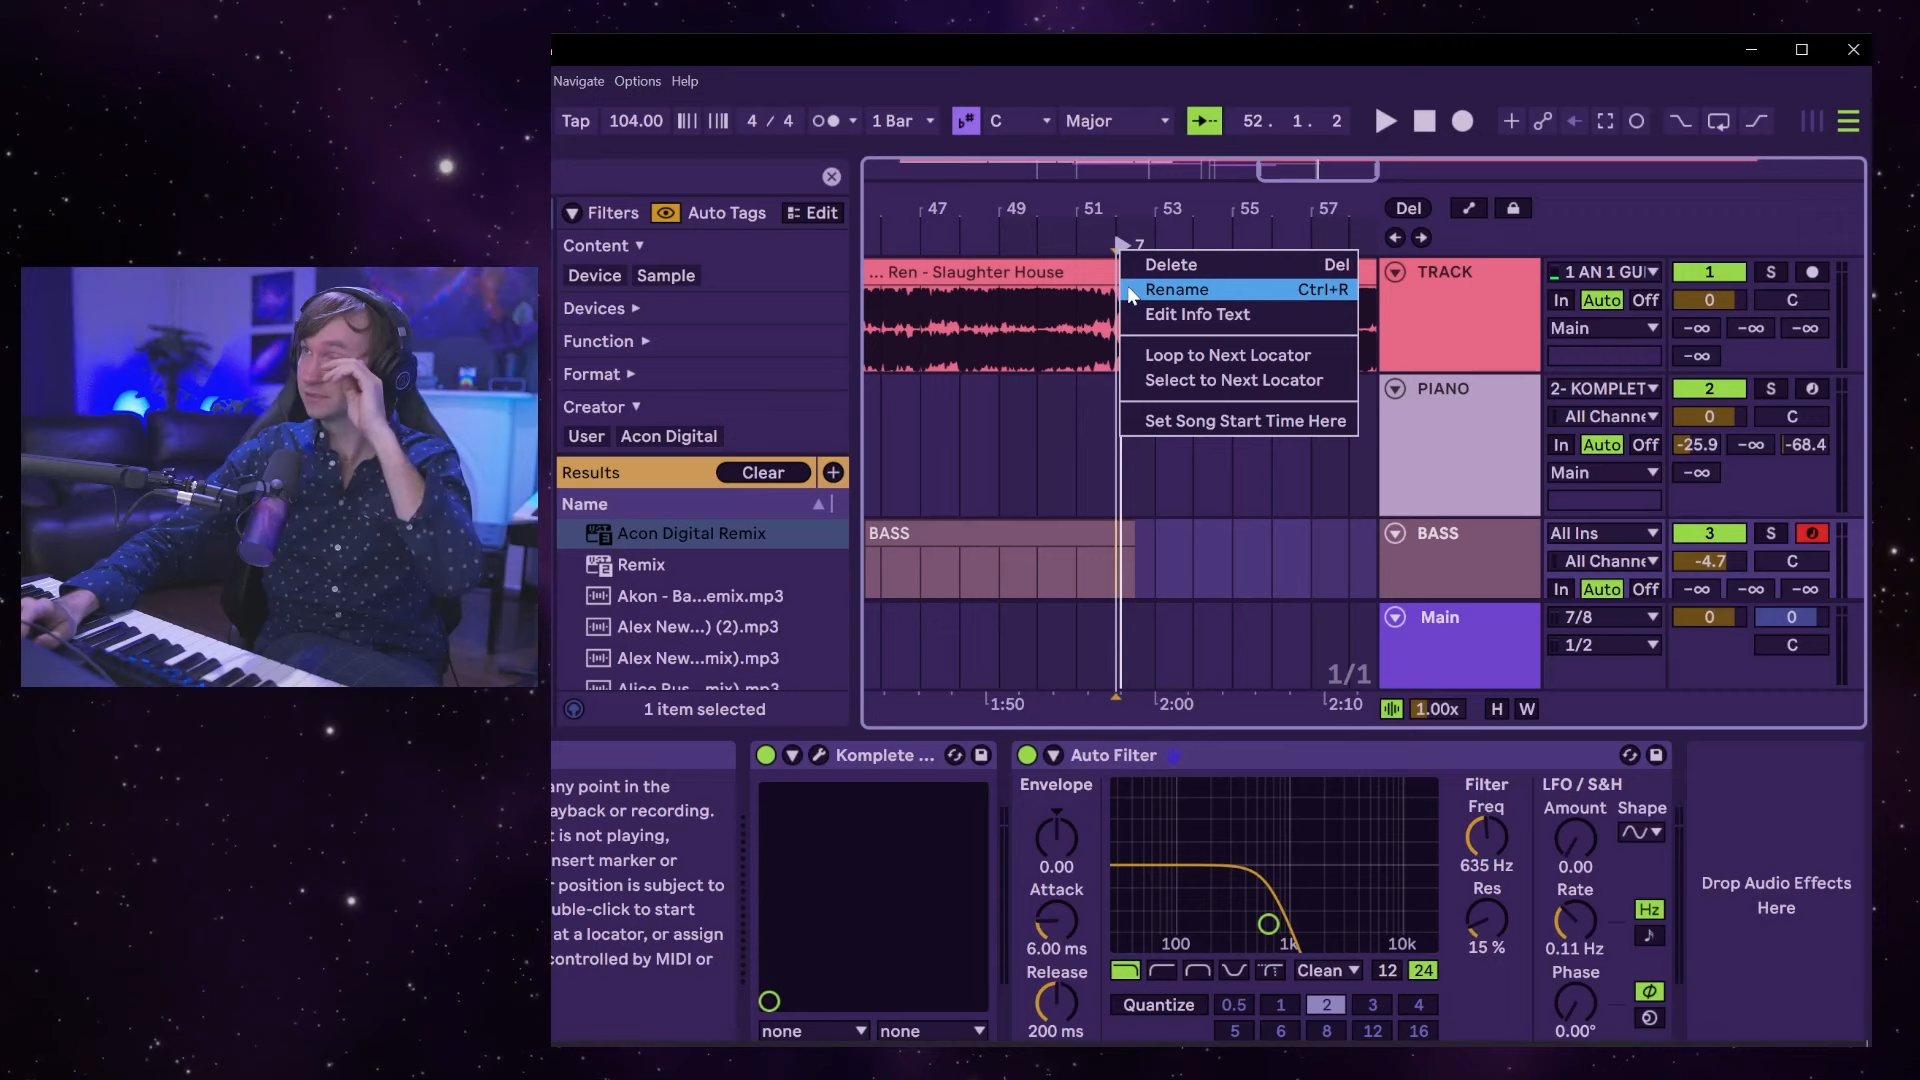 Navigate Options Help
Tap 104.00 4 / 4 1 Bar C Major 52. 1. 2
Filters Auto Tags Edit
Content
Device Sample
Devices
Function
Format
Creator
User Acon Digital
Results Clear
Name
Acon Digital Remix
Remix
Akon - Ba...emix.mp3
Alex New...) (2).mp3
Alex New...mix).mp3
Alice Rus...mix).mp3
1 item selected
47 49 51 53 55 57
7
... Ren - Slaughter House
Delete Del
Rename Ctrl+R
Edit Info Text
Loop to Next Locator
Select to Next Locator
Set Song Start Time Here
BASS
1/1
1:50 2:00 2:10
Del
TRACK 1 AN 1 GU 1 S
In Auto Off 0 C
Main -∞ -∞ -∞
-∞
PIANO 2- KOMPLET 2 S
All Channe 0 C
In Auto Off -25.9 -∞ -68.4
Main -∞
BASS All Ins 3 S
All Channe -4.7 C
In Auto Off -∞ -∞ -∞
Main 7/8 0 0
1/2 C
1.00x H W
any point in the
ayback or recording.
t is not playing,
nsert marker or
r position is subject to
uble-click to start
at a locator, or assign
controlled by MIDI or
Komplete ...
none none
Auto Filter
Envelope
0.00
Attack
6.00 ms
Release
200 ms
100 1k 10k
Clean 12 24
Quantize 0.5 1 2 3 4
5 6 8 12 16
Filter
Freq
635 Hz
Res
15 %
LFO / S&H
Amount Shape
0.00
Rate
Hz
0.11 Hz
Phase
0.00°
Drop Audio Effects
Here